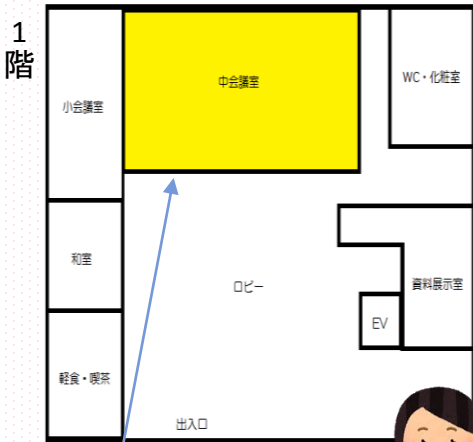 1
階
中会議室
WC・化粧室
小会議室
和室
ロビー
資料展示室
EV
軽食・喫茶
出入口